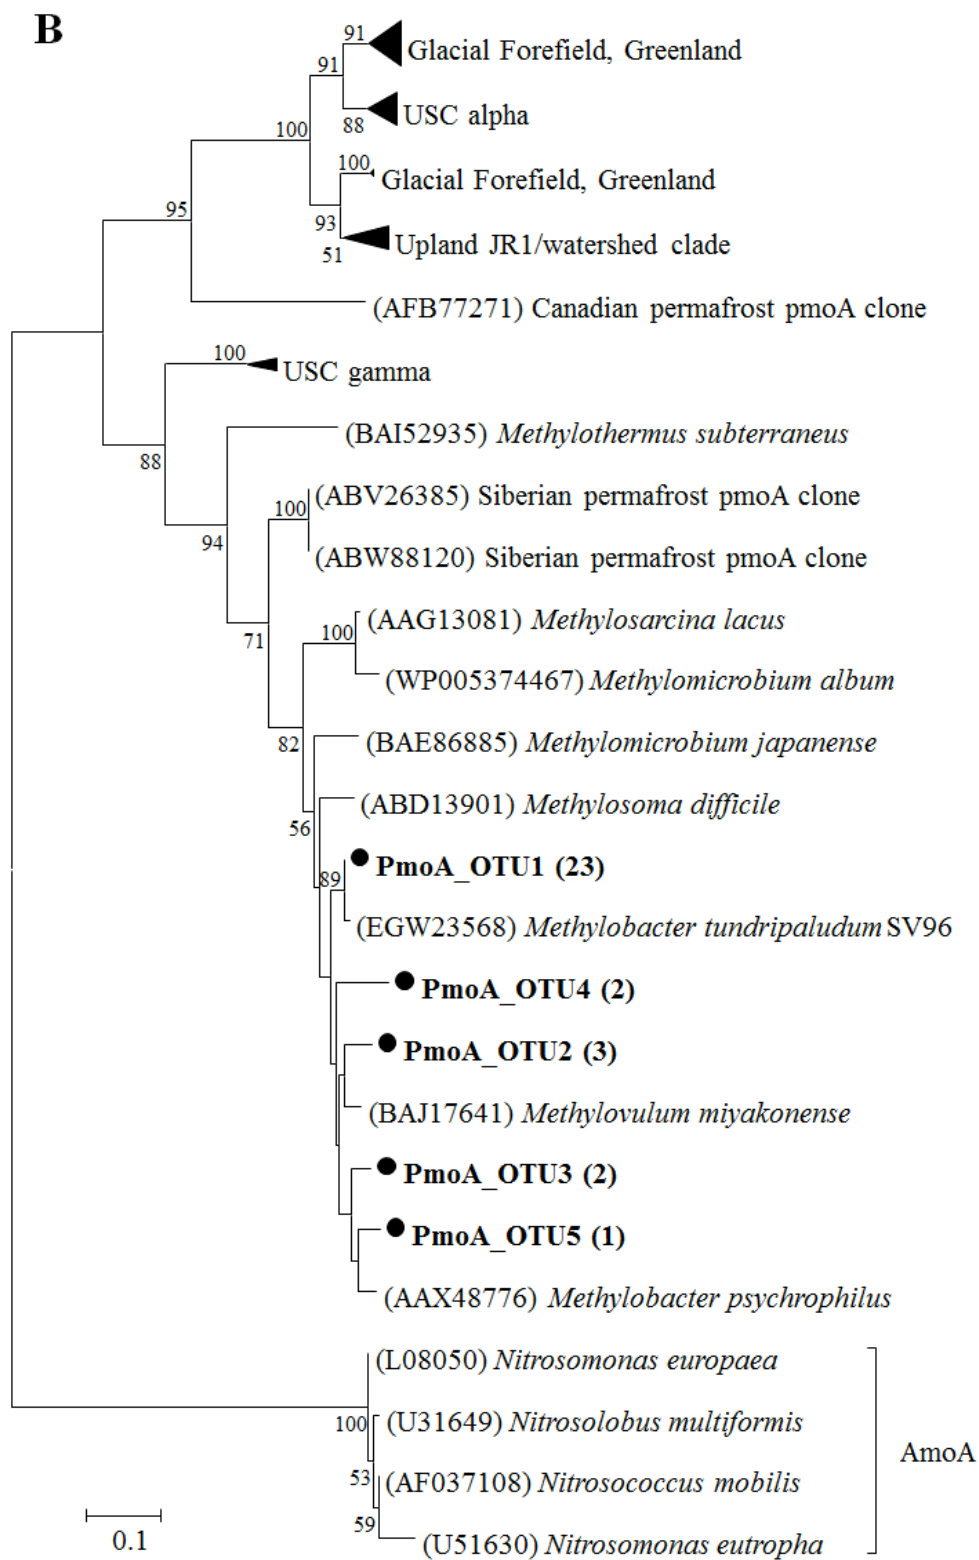 B
91
Glacial Forefield, Greenland
91
USC alpha
88
100
100
Glacial Forefield, Greenland
95
93
Upland JR1/watershed clade
51
(AFB77271) Canadian permafrost pmoA clone
100
USC gamma
(BAI52935) Methylothermus subterraneus
88
(ABV26385) Siberian permafrost pmoA clone
100
94
(ABW88120) Siberian permafrost pmoA clone
(AAG13081) Methylosarcina lacus
100
71
(WP005374467) Methylomicrobium album
82
(BAE86885) Methylomicrobium japanense
(ABD13901) Methylosoma difficile
56
PmoA_OTU1 (23)
89
(EGW23568) Methylobacter tundripaludum SV96
PmoA_OTU4 (2)
PmoA_OTU2 (3)
(BAJ17641) Methylovulum miyakonense
PmoA_OTU3 (2)
PmoA_OTU5 (1)
(AAX48776) Methylobacter psychrophilus
(L08050) Nitrosomonas europaea
100
(U31649) Nitrosolobus multiformis
AmoA
53
(AF037108) Nitrosococcus mobilis
59
(U51630) Nitrosomonas eutropha
0.1